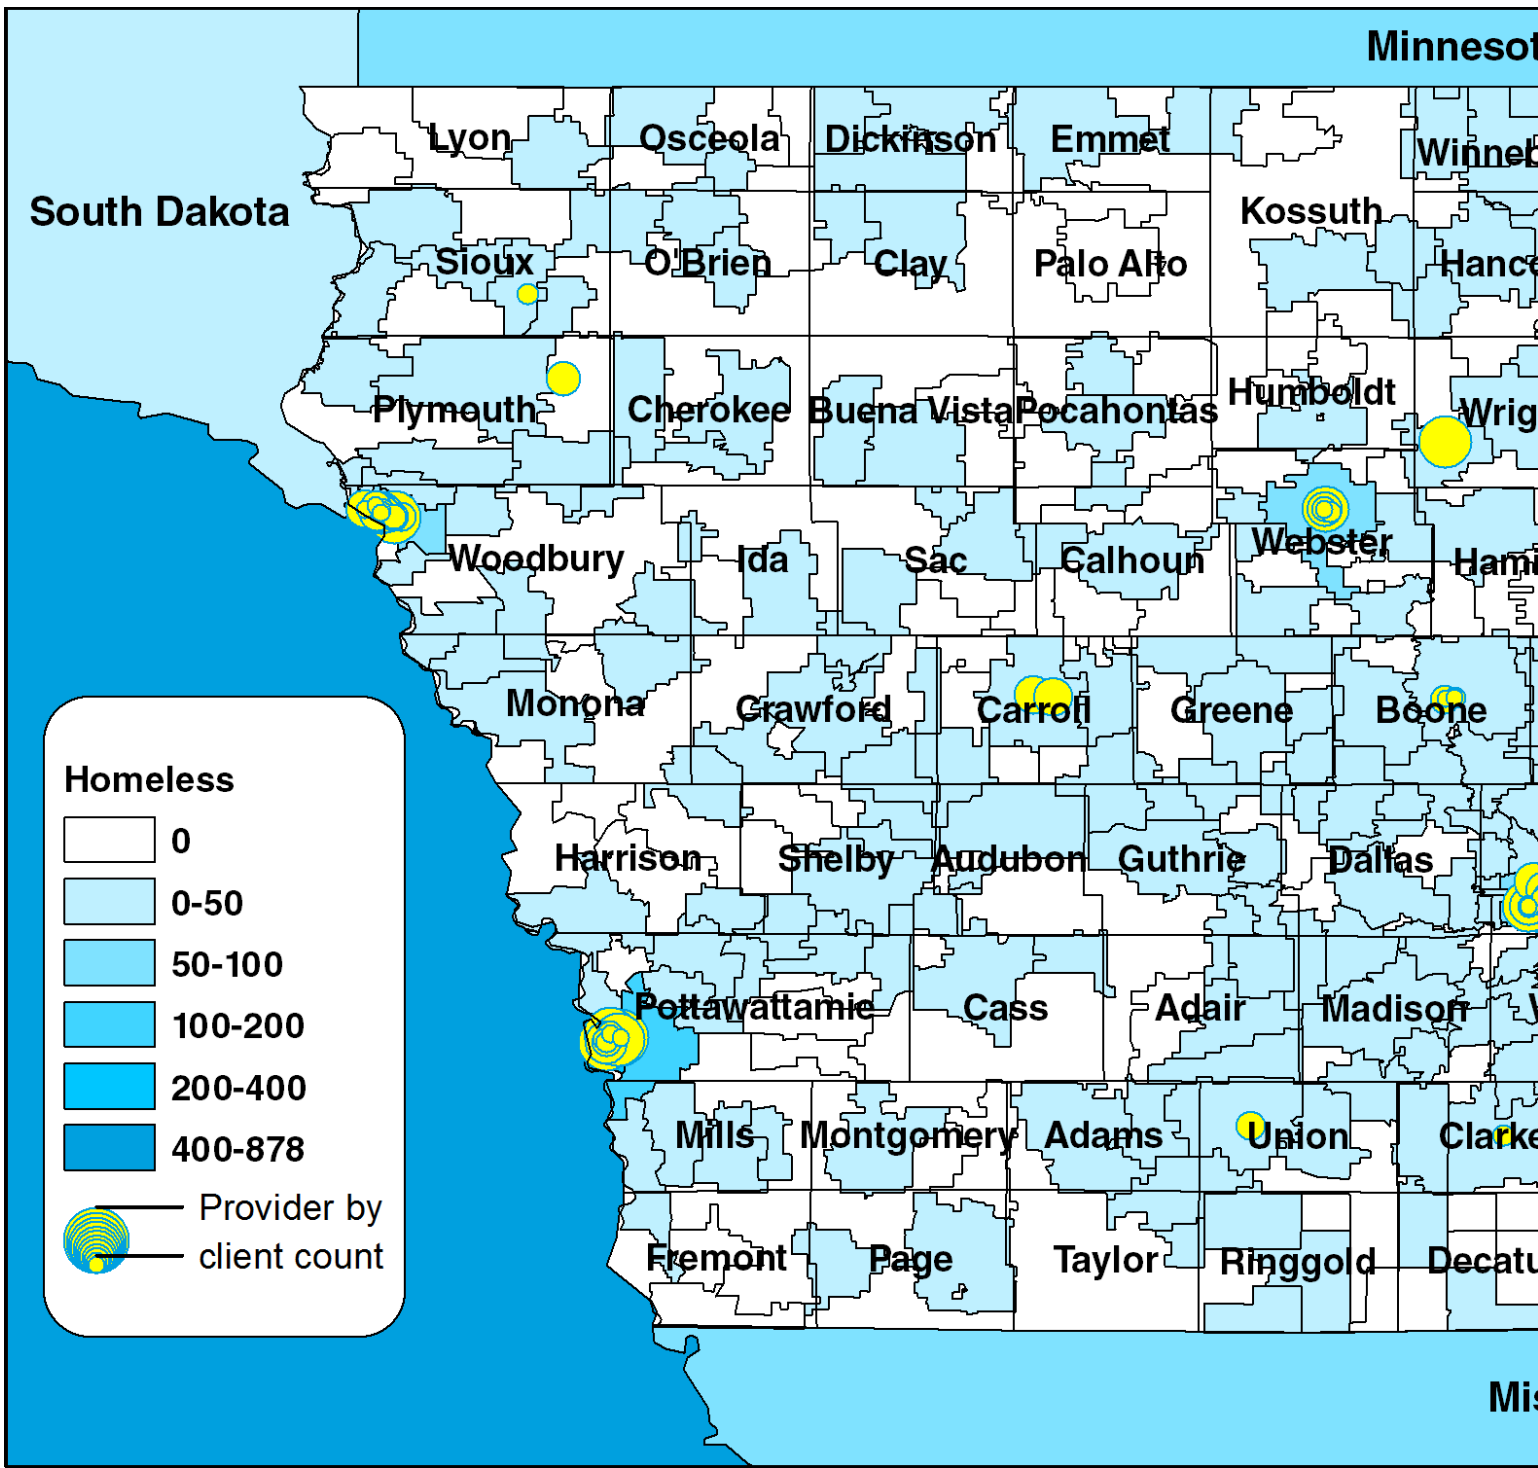 Minnesot
Lyon
Osceola
Dickinson
Emmet
Winneb
South Dakota
Kossuth
Sioux
O'Brien
Clay
Palo Alto
Hanco
Plymouth
Cherokee
Buena Vista
Pocahontas
Humboldt
Wrig
Woodbury
Ida
Sac
Calhoun
Webster
Hami
Monona
Crawford
Carroll
Greene
Boone
Harrison
Shelby
Audubon
Guthrie
Dallas
Pottawattamie
Cass
Adair
Madison
Mills
Montgomery
Adams
Union
Clarke
Fremont
Page
Taylor
Ringgold
Decatu
Mis
Homeless
0
0-50
50-100
100-200
200-400
400-878
Provider by
client count